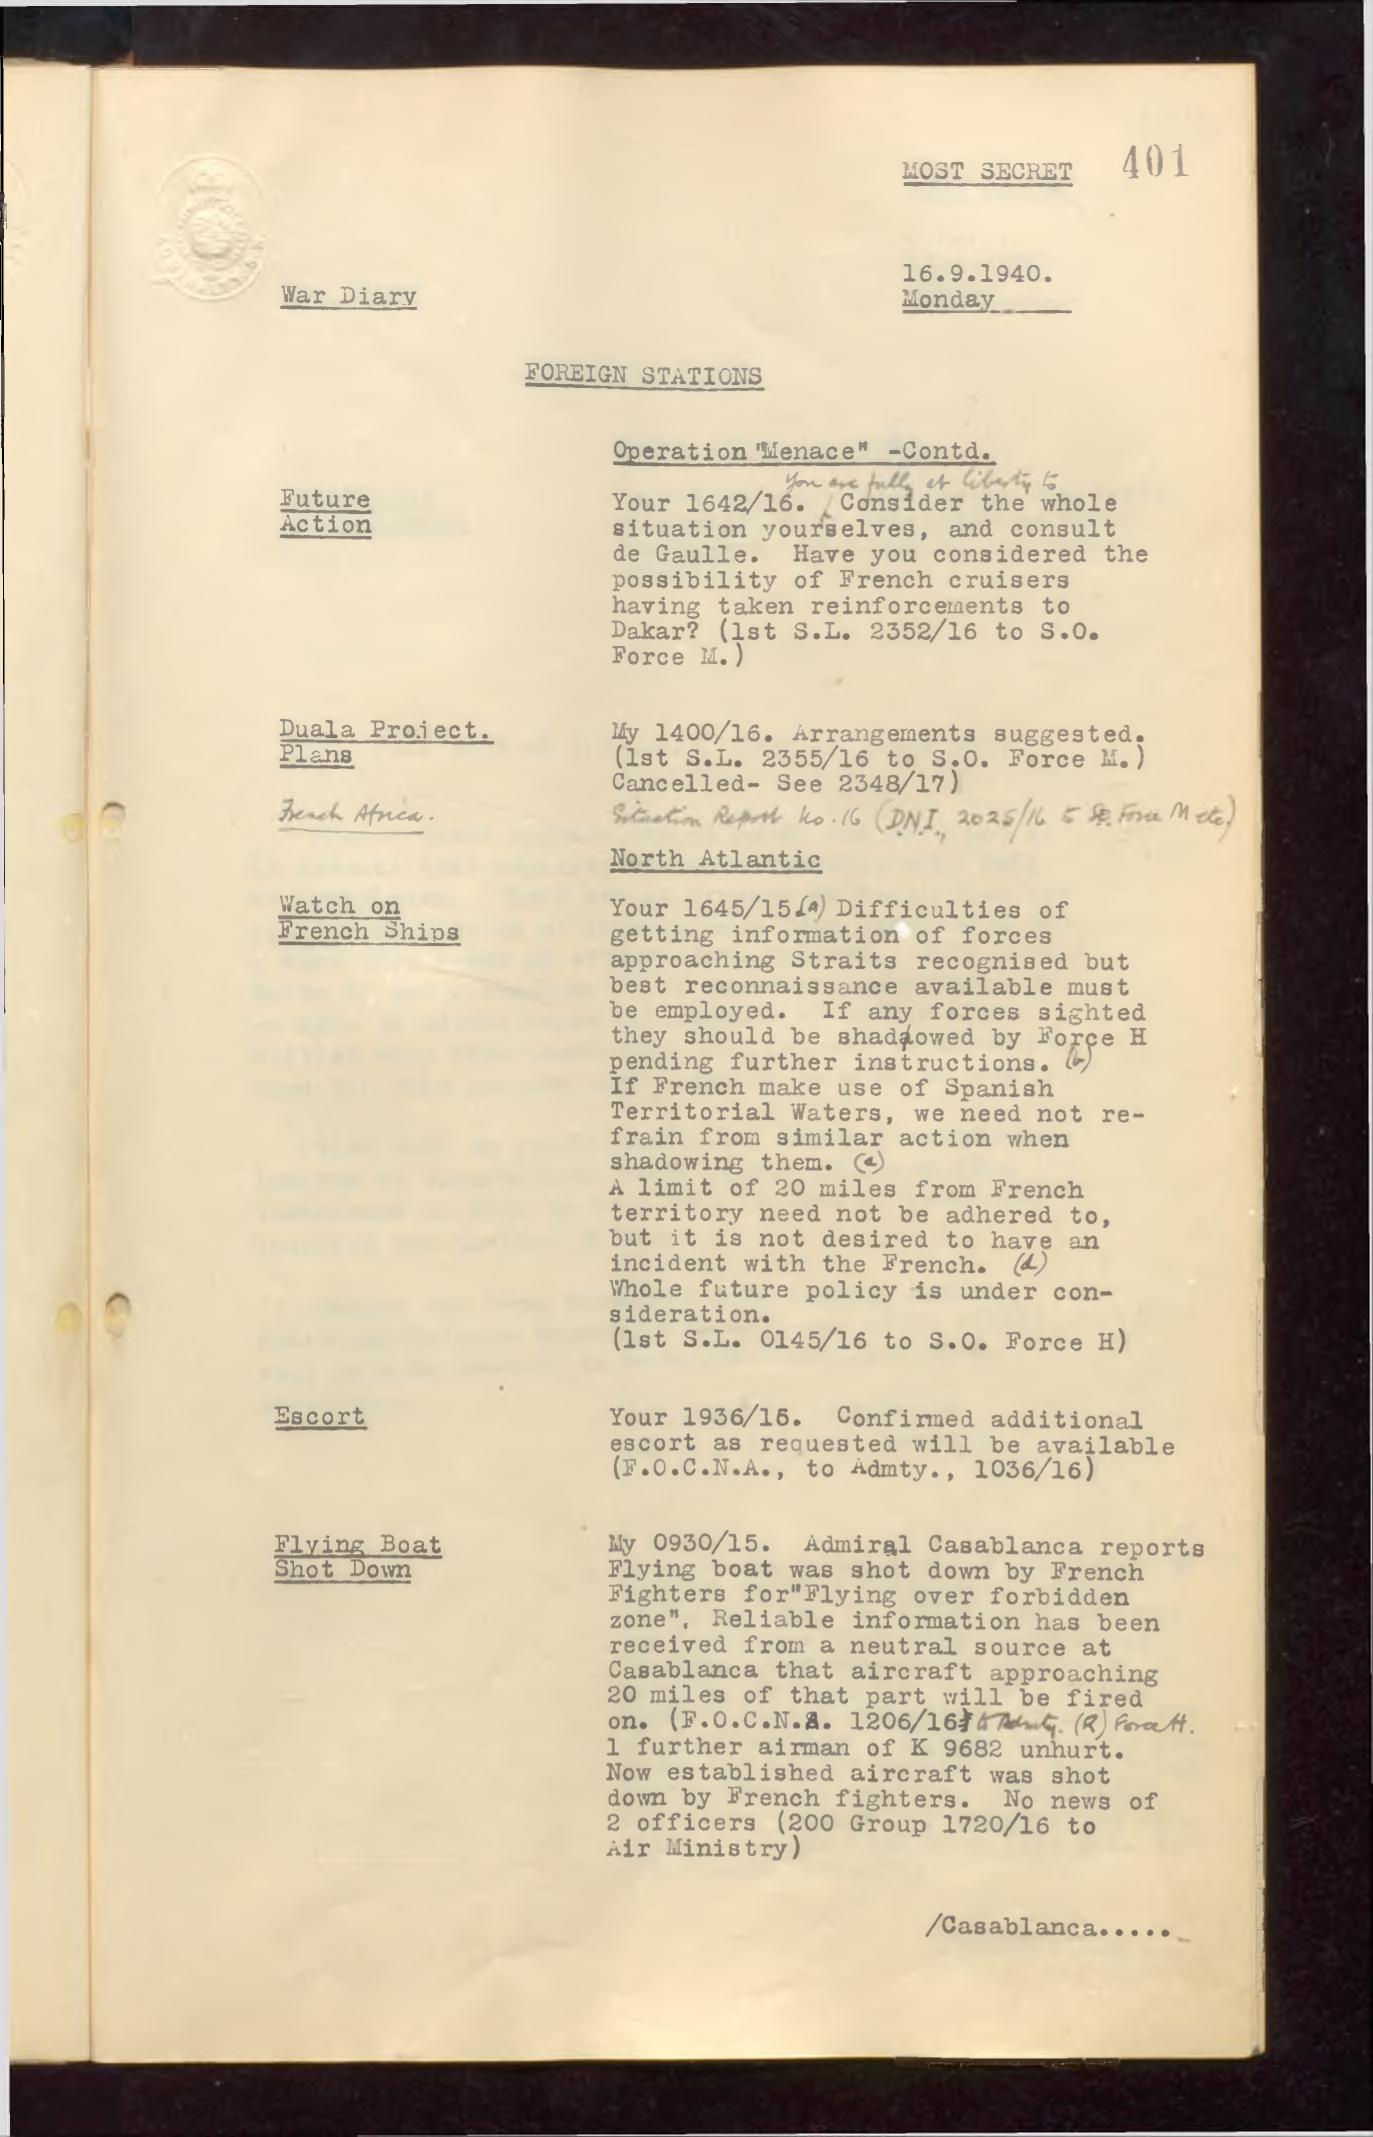 MOST SECRET 401
16.9.1940.
War Diary
Monday
FOREIGN STATIONS
Operation "Menace" -Contd.
You are fully at liberty to
Future
Action
Your 1642/16. Consider the whole
situation yourselves, and consult
de Gaulle. Have you considered the
possibility of French cruisers
having taken reinforcements to
Dakar? (1st S.L. 2352/16 to S.O.
Force M.)
Duala Project.
Plans
My 1400/16. Arrangements suggested.
(1st S.L. 2355/16 to S.O. Force M.)
Cancelled- See 2348/17)
French Africa. Situation Report No. 16 (D.N.I., 2025/16 to S.O. Force M etc.)
North Atlantic
Watch on
French Ships
Your 1645/15.(a) Difficulties of
getting information of forces
approaching Straits recognised but
best reconnaissance available must
be employed. If any forces sighted
they should be shadowed by Force H
pending further instructions. (b)
If French make use of Spanish
Territorial Waters, we need not re-
frain from similar action when
shadowing them. (c)
A limit of 20 miles from French
territory need not be adhered to,
but it is not desired to have an
incident with the French. (d)
Whole future policy is under con-
sideration.
(1st S.L. 0145/16 to S.O. Force H)
Escort
Your 1936/15. Confirmed additional
escort as requested will be available
(F.O.C.N.A., to Admty., 1036/16)
Flying Boat
Shot Down
My 0930/15. Admiral Casablanca reports
Flying boat was shot down by French
Fighters for"Flying over forbidden
zone". Reliable information has been
received from a neutral source at
Casablanca that aircraft approaching
20 miles of that part will be fired
on. (F.O.C.N.A. 1206/16 to Admty. (R) Force H.
1 further airman of K 9682 unhurt.
Now established aircraft was shot
down by French fighters. No news of
2 officers (200 Group 1720/16 to
Air Ministry)
/Casablanca.....